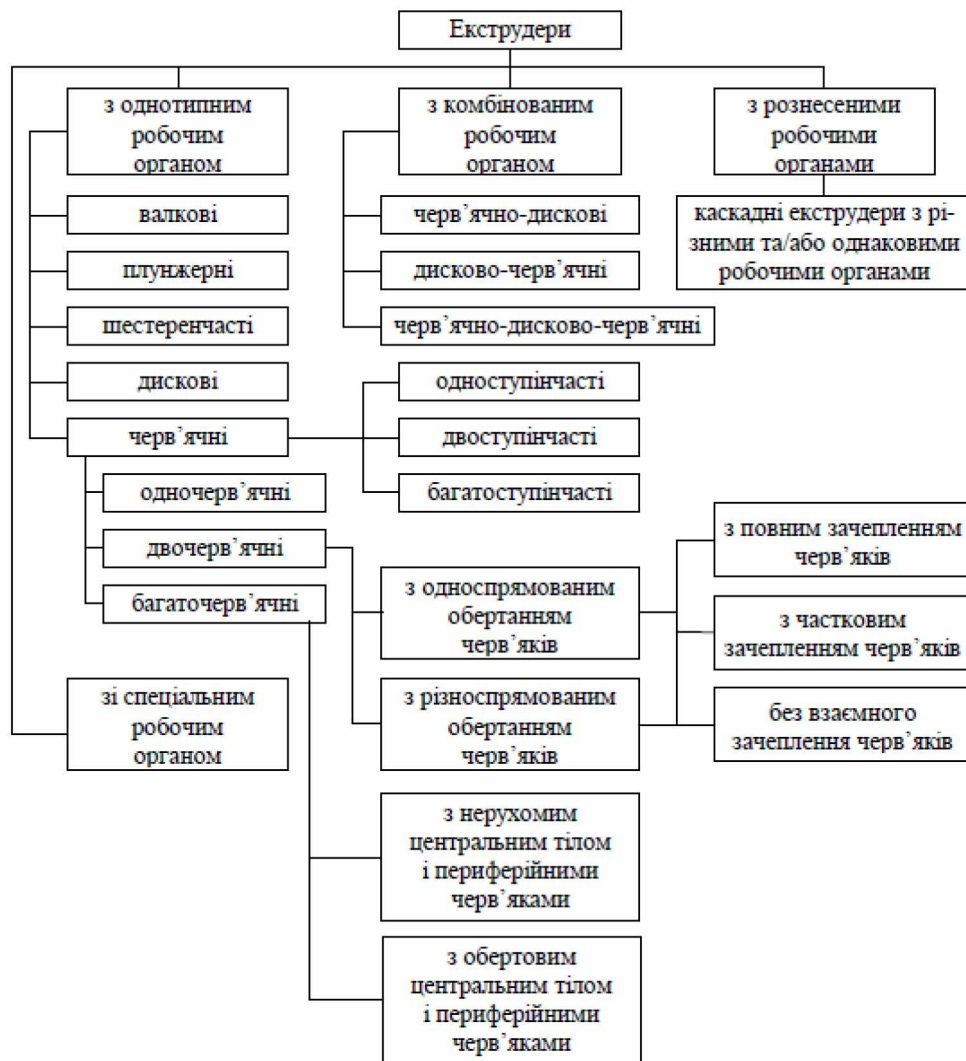 Екструдери
з однотипним
робочим
органом
з комбінованим
робочим
органом
з рознесеними
робочими
органами
валкові
плунжерні
шестеренчасті
дискові
черв’ячні
одночерв’ячні
двочерв’ячні
багаточерв’ячні
зі спеціальним
робочим
органом
черв’ячно-дискові
дисково-черв’ячні
черв’ячно-дисково-черв’ячні
одноступінчасті
двоступінчасті
багатоступінчасті
каскадні екструдери з рі-
зними та/або однаковими
робочими органами
з односпрямованим
обертанням
черв’яків
з різноспрямованим
обертанням
черв’яків
з повним зачепленням
черв’яків
з частковим
зачепленням черв’яків
без взаємного
зачеплення черв’яків
з нерухомим
центральним тілом
і периферійними
черв’яками
з обертовим
центральним тілом
і периферійними
черв’яками